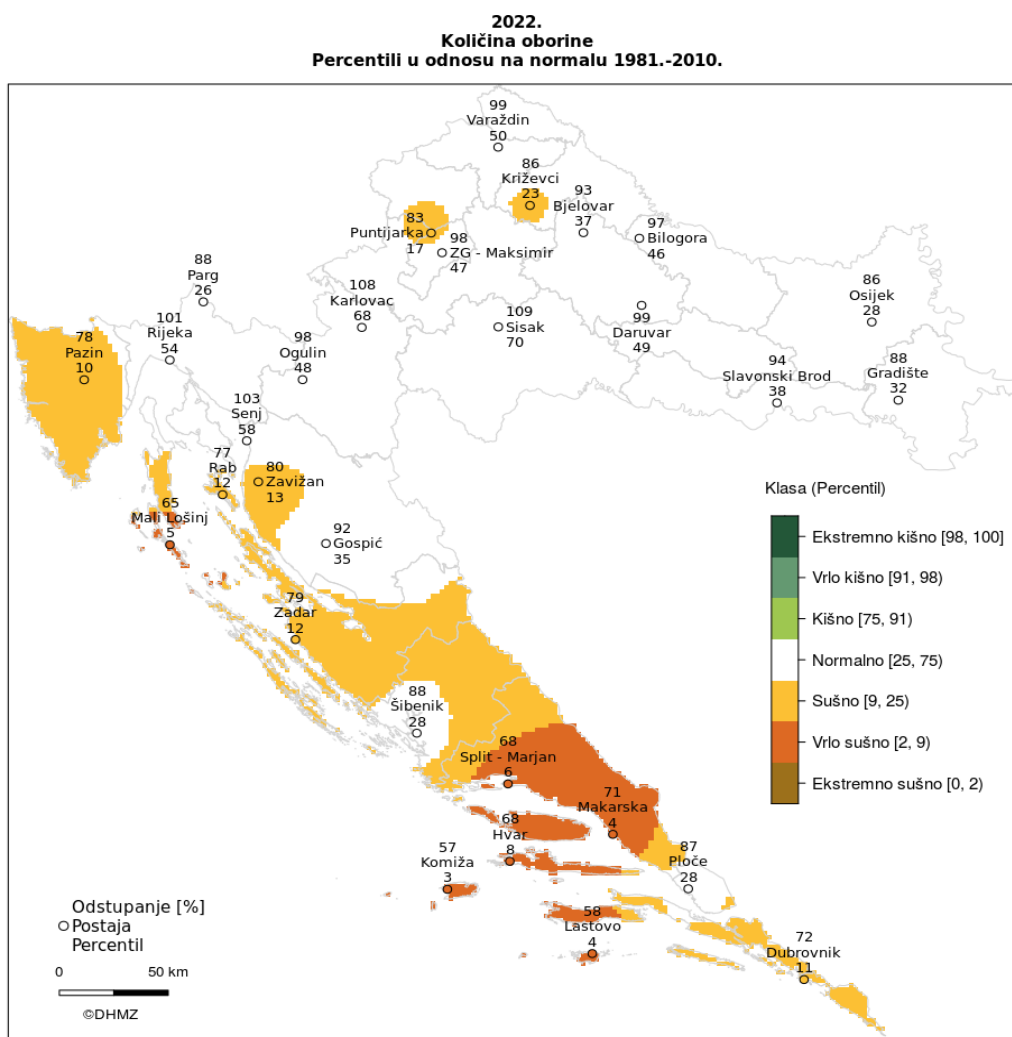 2022.
Količina oborine
Percentili u odnosu na normalu 1981.-2010.
99
Varaždin
50
86
Križevci
23
93
Bjelovar
37
83
Puntijarka
17
98
ZG - Maksimir
47
97
Bilogora
46
88
Parg
26
108
Karlovac
68
86
Osijek
28
101
Rijeka
54
109
Sisak
70
99
Daruvar
49
78
Pazin
10
98
Ogulin
48
94
Slavonski Brod
38
88
Gradište
32
103
Senj
58
77
Rab
12
80
Zavižan
13
65
Mali Lošinj
5
92
Gospić
35
79
Zadar
12
88
Šibenik
28
68
Split - Marjan
6
71
Makarska
4
68
Hvar
8
57
Komiža
3
87
Ploče
28
58
Lastovo
4
72
Dubrovnik
11
Klasa (Percentil)
Ekstremno kišno [98, 100]
Vrlo kišno [91, 98)
Kišno [75, 91)
Normalno [25, 75)
Sušno [9, 25)
Vrlo sušno [2, 9)
Ekstremno sušno [0, 2)
Odstupanje [%]
Postaja
Percentil
0 50 km
©DHMZ